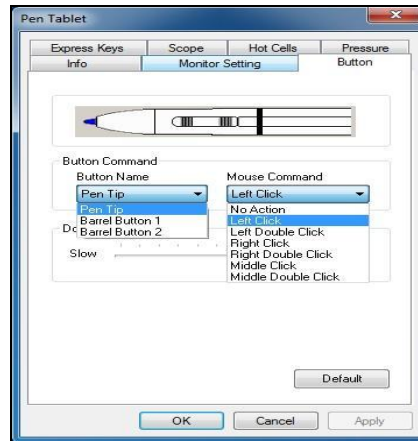 Pen Tablet
Express Keys Scope Hot Cells Pressure
Info Monitor Setting Button
Button Command
Button Name Mouse Command
Pen Tip Left Click
Pen Tip No Action
Barrel Button 1 Left Click
Barrel Button 2 Left Double Click
Right Click
Right Double Click
Middle Click
Middle Double Click
Slow
Default
OK Cancel Apply